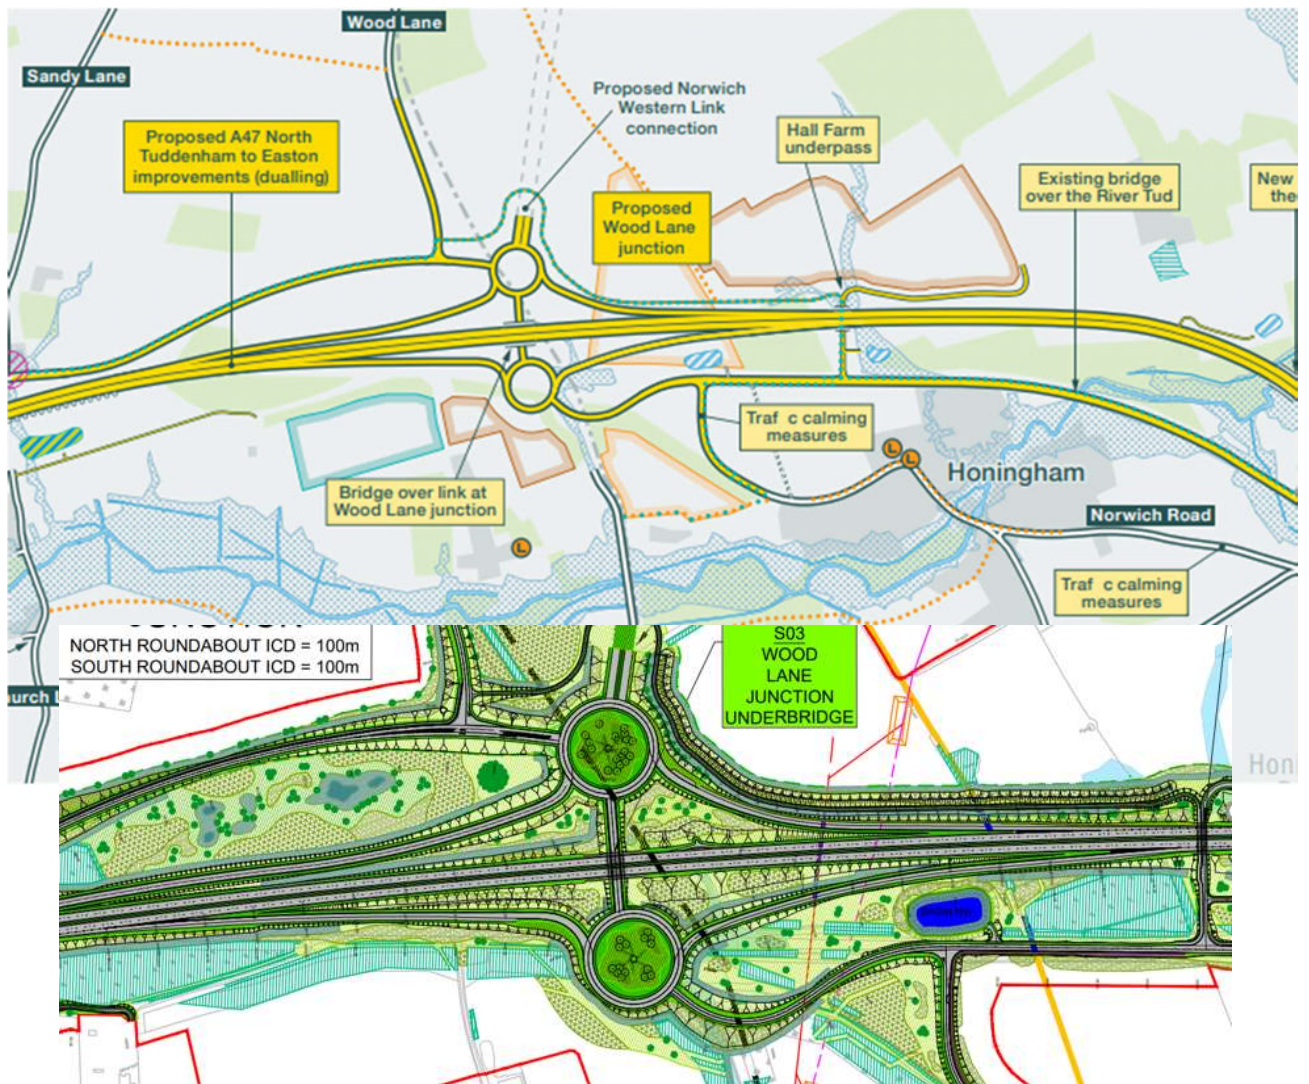 Wood Lane
Sandy Lane
Proposed Norwich
Western Link
connection
Proposed A47 North
Tuddenham to Easton
improvements (dualling)
Hall Farm
underpass
Existing bridge
over the River Tud
New
the
Proposed
Wood Lane
junction
Traf c calming
measures
Honingham
Bridge over link at
Wood Lane junction
L
L
L
Norwich Road
Traf c calming
measures
NORTH ROUNDABOUT ICD = 100m
SOUTH ROUNDABOUT ICD = 100m
urch L
S03
WOOD
LANE
JUNCTION
UNDERBRIDGE
Honi